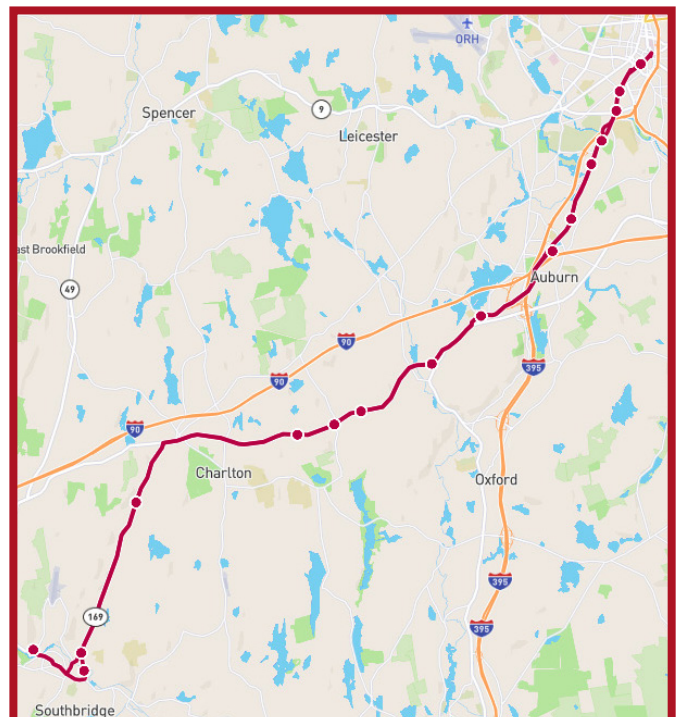 ORH
Spencer
9
Leicester
ast Brookfield
49
Auburn
90
395
90
90
Charlton
Oxford
395
169
395
Southbridge